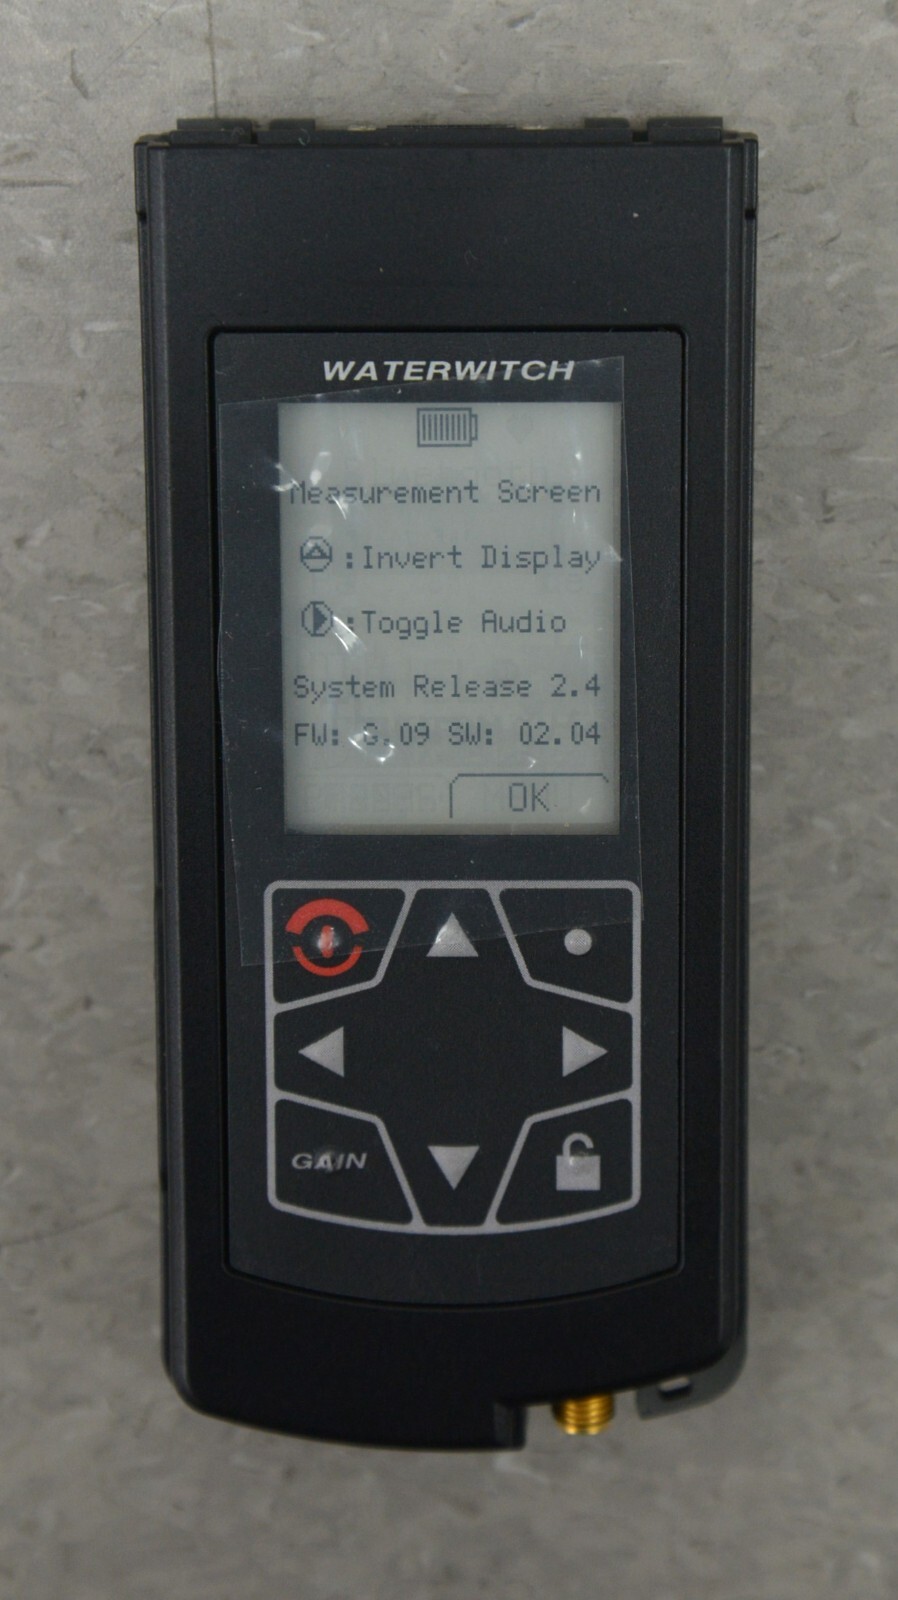 WATERWITCH
Measurement Screen
:Invert Display
:Toggle Audio
System Release 2.4
FW: G.09 SW: 02.04
OK
GAIN